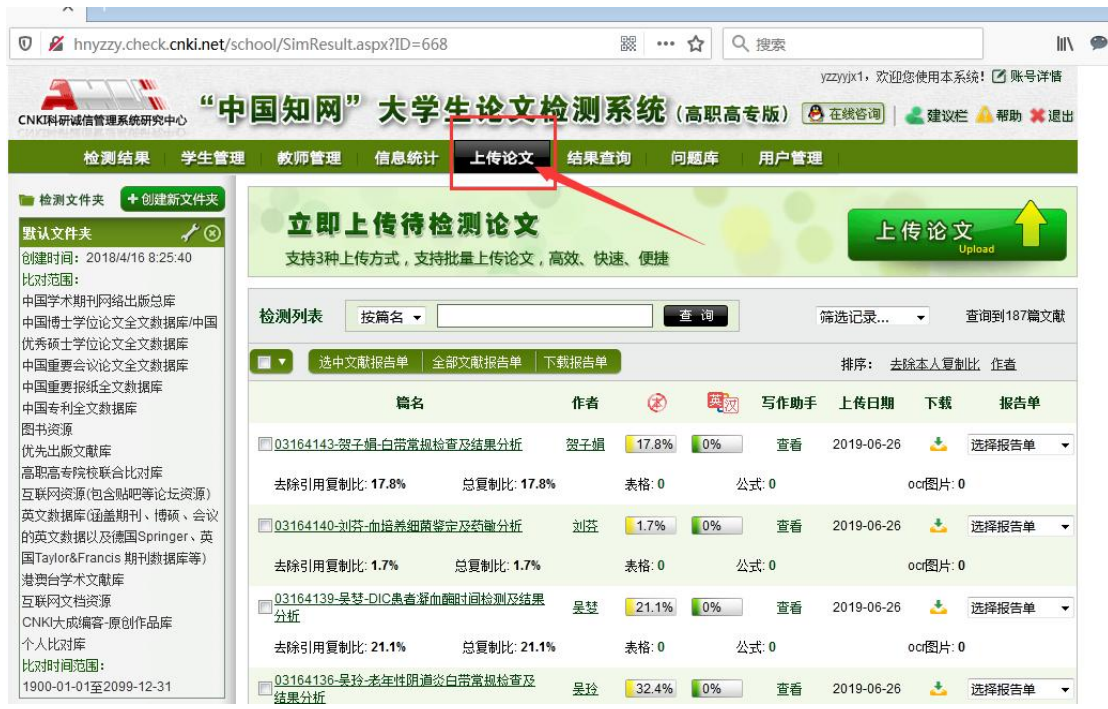 hnyzzy.check.cnki.net/school/SimResult.aspx?ID=668
搜索
yzzyyjx1，欢迎您使用本系统! 账号详情
CNKI科研诚信管理系统研究中心
“中国知网”大学生论文检测系统(高职高专版)
在线咨询 建议栏 帮助 退出
检测结果 学生管理 教师管理 信息统计 上传论文 结果查询 问题库 用户管理
检测文件夹 +创建新文件夹
默认文件夹
创建时间：2018/4/16 8:25:40
比对范围：
中国学术期刊网络出版总库
中国博士学位论文全文数据库/中国
优秀硕士学位论文全文数据库
中国重要会议论文全文数据库
中国重要报纸全文数据库
中国专利全文数据库
图书资源
优先出版文献库
高职高专院校联合比对库
互联网资源(包含贴吧等论坛资源)
英文数据库(涵盖期刊、博硕、会议
的英文数据以及德国Springer、英
国Taylor&Francis 期刊数据库等)
港澳台学术文献库
互联网文档资源
CNKI大成编客-原创作品库
个人比对库
比对时间范围：
1900-01-01至2099-12-31
立即上传待检测论文
支持3种上传方式，支持批量上传论文，高效、快速、便捷
上传论文
Upload
检测列表 按篇名 查 询 筛选记录... 查询到187篇文献
选中文献报告单 全部文献报告单 下载报告单 排序： 去除本人复制比 作者
篇名 作者 英汉 写作助手 上传日期 下载 报告单
03164143-贺子娟-白带常规检查及结果分析 贺子娟 17.8% 0% 查看 2019-06-26 选择报告单
去除引用复制比: 17.8% 总复制比: 17.8% 表格: 0 公式: 0 ocr图片: 0
03164140-刘芬-血培养细菌鉴定及药敏分析 刘芬 1.7% 0% 查看 2019-06-26 选择报告单
去除引用复制比: 1.7% 总复制比: 1.7% 表格: 0 公式: 0 ocr图片: 0
03164139-吴梦-DIC患者凝血酶时间检测及结果
分析 吴梦 21.1% 0% 查看 2019-06-26 选择报告单
去除引用复制比: 21.1% 总复制比: 21.1% 表格: 0 公式: 0 ocr图片: 0
03164136-吴玲-老年性阴道炎白带常规检查及
结果分析 吴玲 32.4% 0% 查看 2019-06-26 选择报告单